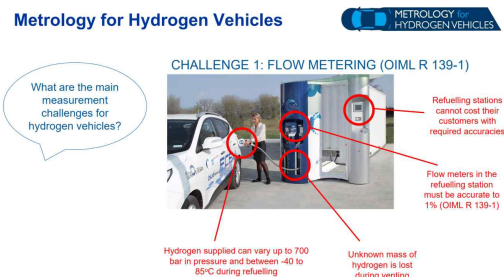 Metrology for Hydrogen Vehicles
METROLOGY for
HYDROGEN VEHICLES
CHALLENGE 1: FLOW METERING (OIML R 139-1)
What are the main
measurement
challenges for
hydrogen vehicles?
Refuelling stations
cannot cost their
customers with
required accuracies
Flow meters in the
refuelling station
must be accurate to
1% (OIML R 139-1)
Hydrogen supplied can vary up to 700
bar in pressure and between -40 to
85°C during refuelling
Unknown mass of
hydrogen is lost
during venting